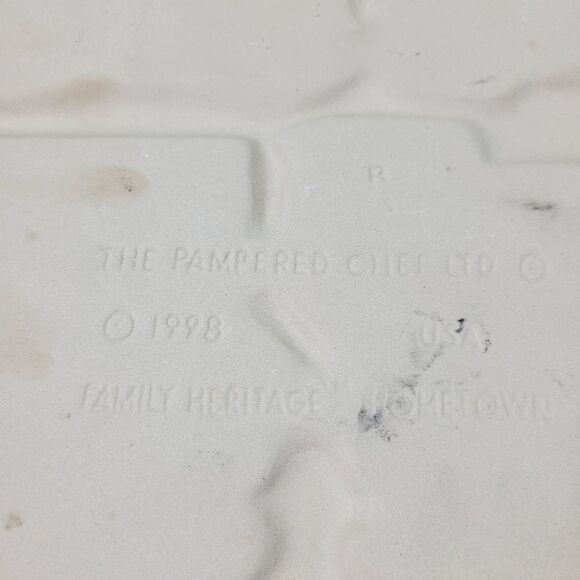 R
THE PAMPERED CHEF LTD ©
© 1998 USA
FAMILY HERITAGE™ HOMETOWN